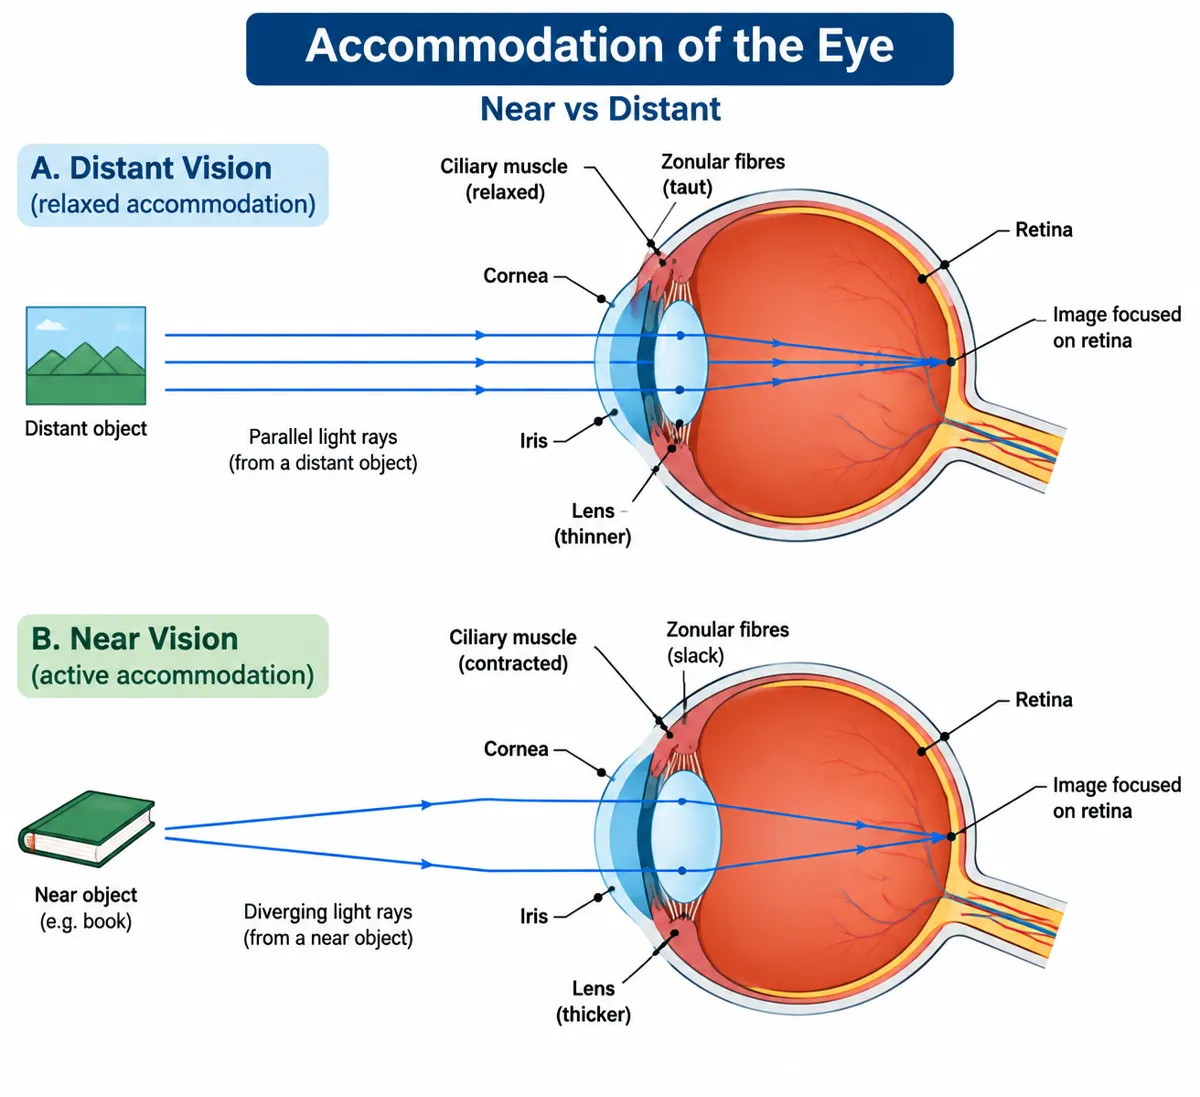 Accommodation of the Eye
Near vs Distant
A. Distant Vision
(relaxed accommodation)
Ciliary muscle
(relaxed)
Zonular fibres
(taut)
Retina
Cornea
Image focused
on retina
Distant object
Parallel light rays
(from a distant object)
Iris
Lens
(thinner)
B. Near Vision
(active accommodation)
Ciliary muscle
(contracted)
Zonular fibres
(slack)
Retina
Cornea
Image focused
on retina
Near object
(e.g. book)
Diverging light rays
(from a near object)
Iris
Lens
(thicker)